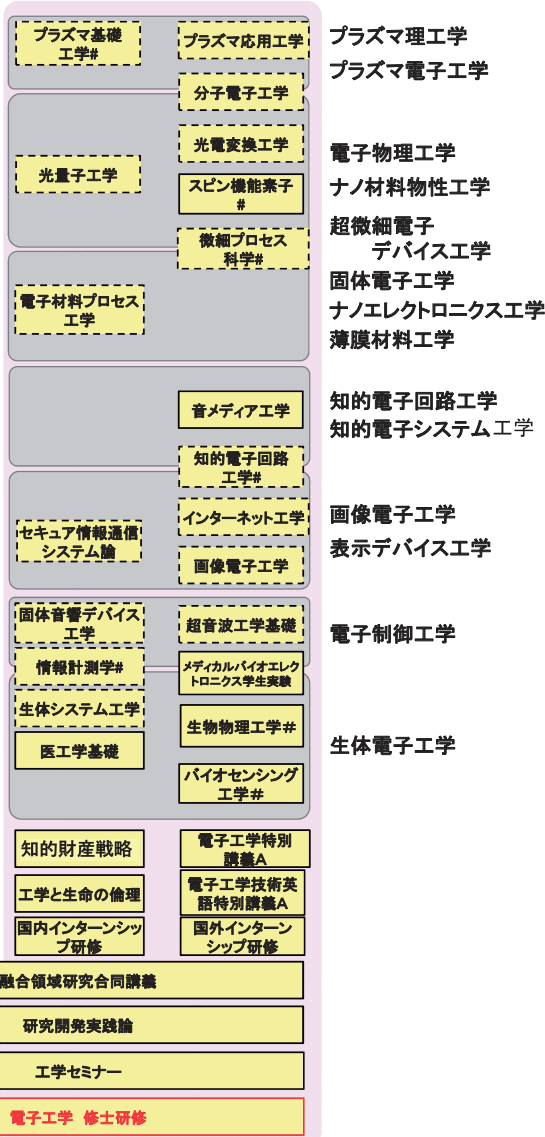 プラズマ基礎
工学#
プラズマ応用工学
プラズマ理工学
プラズマ電子工学
分子電子工学
光電変換工学
電子物理工学
光量子工学
スピン機能素子
#
ナノ材料物性工学
微細プロセス
科学#
超微細電子
デバイス工学
固体電子工学
電子材料プロセス
工学
ナノエレクトロニクス工学
薄膜材料工学
音メディア工学
知的電子回路工学
知的電子システム工学
知的電子回路
工学#
インターネット工学
画像電子工学
セキュア情報通信
システム論
画像電子工学
表示デバイス工学
固体音響デバイス
工学
超音波工学基礎
電子制御工学
情報計測学#
メディカルバイオエレク
トロニクス学生実験
生体システム工学
生物物理工学＃
医工学基礎
生体電子工学
バイオセンシング
工学＃
知的財産戦略
電子工学特別
講義A
工学と生命の倫理
電子工学技術英
語特別講義A
国内インターンシッ
プ研修
国外インターン
シップ研修
融合領域研究合同講義
研究開発実践論
工学セミナー
電子工学 修士研修